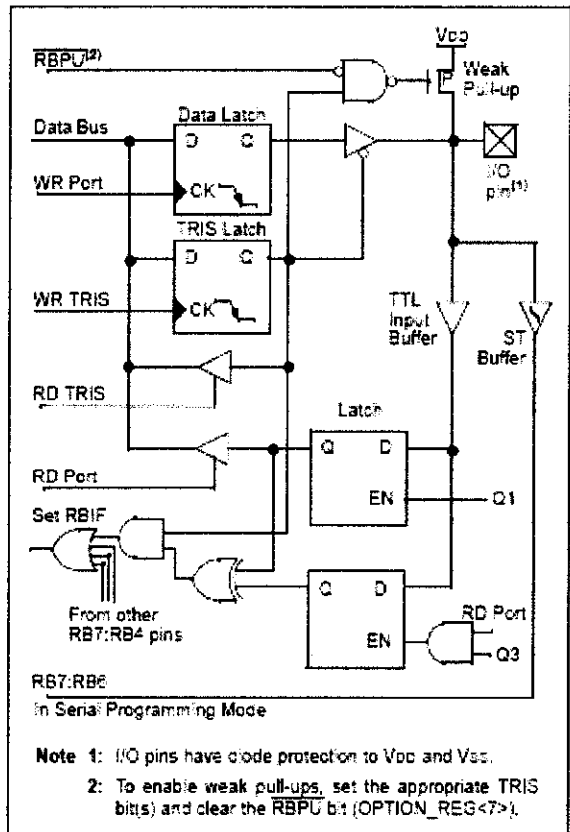 VDD
RBPU(2)
Weak
Pull-up
P
Data Latch
Data Bus
D Q
I/O
pin(1)
WR Port
CK
TRIS Latch
D Q
WR TRIS
CK
TTL
Input
Buffer
ST
Buffer
RD TRIS
Latch
Q D
RD Port
EN
Q1
Set RBIF
Q D
From other
RB7:RB4 pins
RD Port
EN
Q3
RB7:RB6
In Serial Programming Mode
Note 1: I/O pins have diode protection to VDD and VSS.
2: To enable weak pull-ups, set the appropriate TRIS
bit(s) and clear the RBPU bit (OPTION_REG<7>).